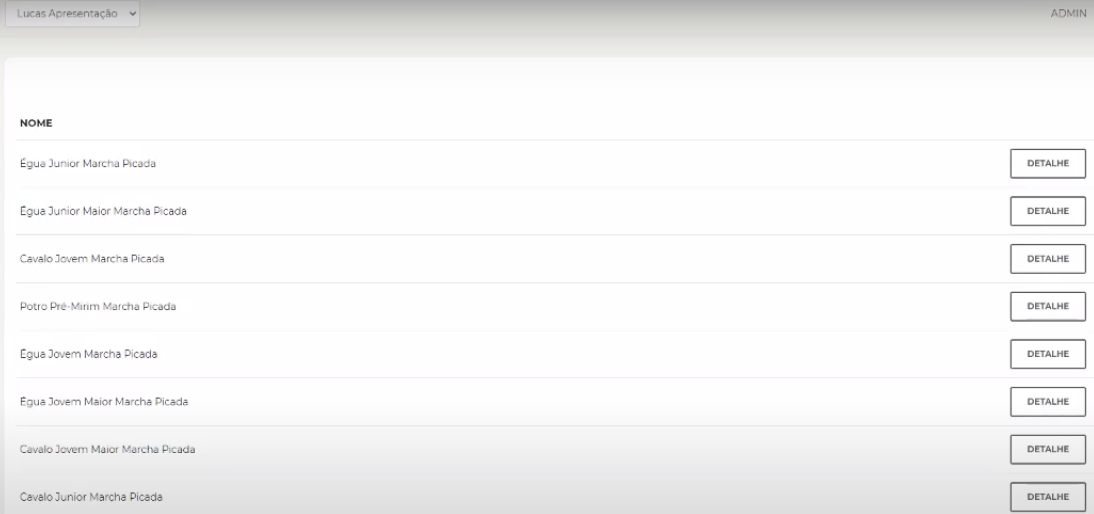 Lucas Apresentação
ADMIN
NOME
Égua Junior Marcha Picada
DETALHE
Égua Junior Maior Marcha Picada
DETALHE
Cavalo Jovem Marcha Picada
DETALHE
Potro Pré-Mirim Marcha Picada
DETALHE
Égua Jovem Marcha Picada
DETALHE
Égua Jovem Maior Marcha Picada
DETALHE
Cavalo Jovem Maior Marcha Picada
DETALHE
Cavalo Junior Marcha Picada
DETALHE